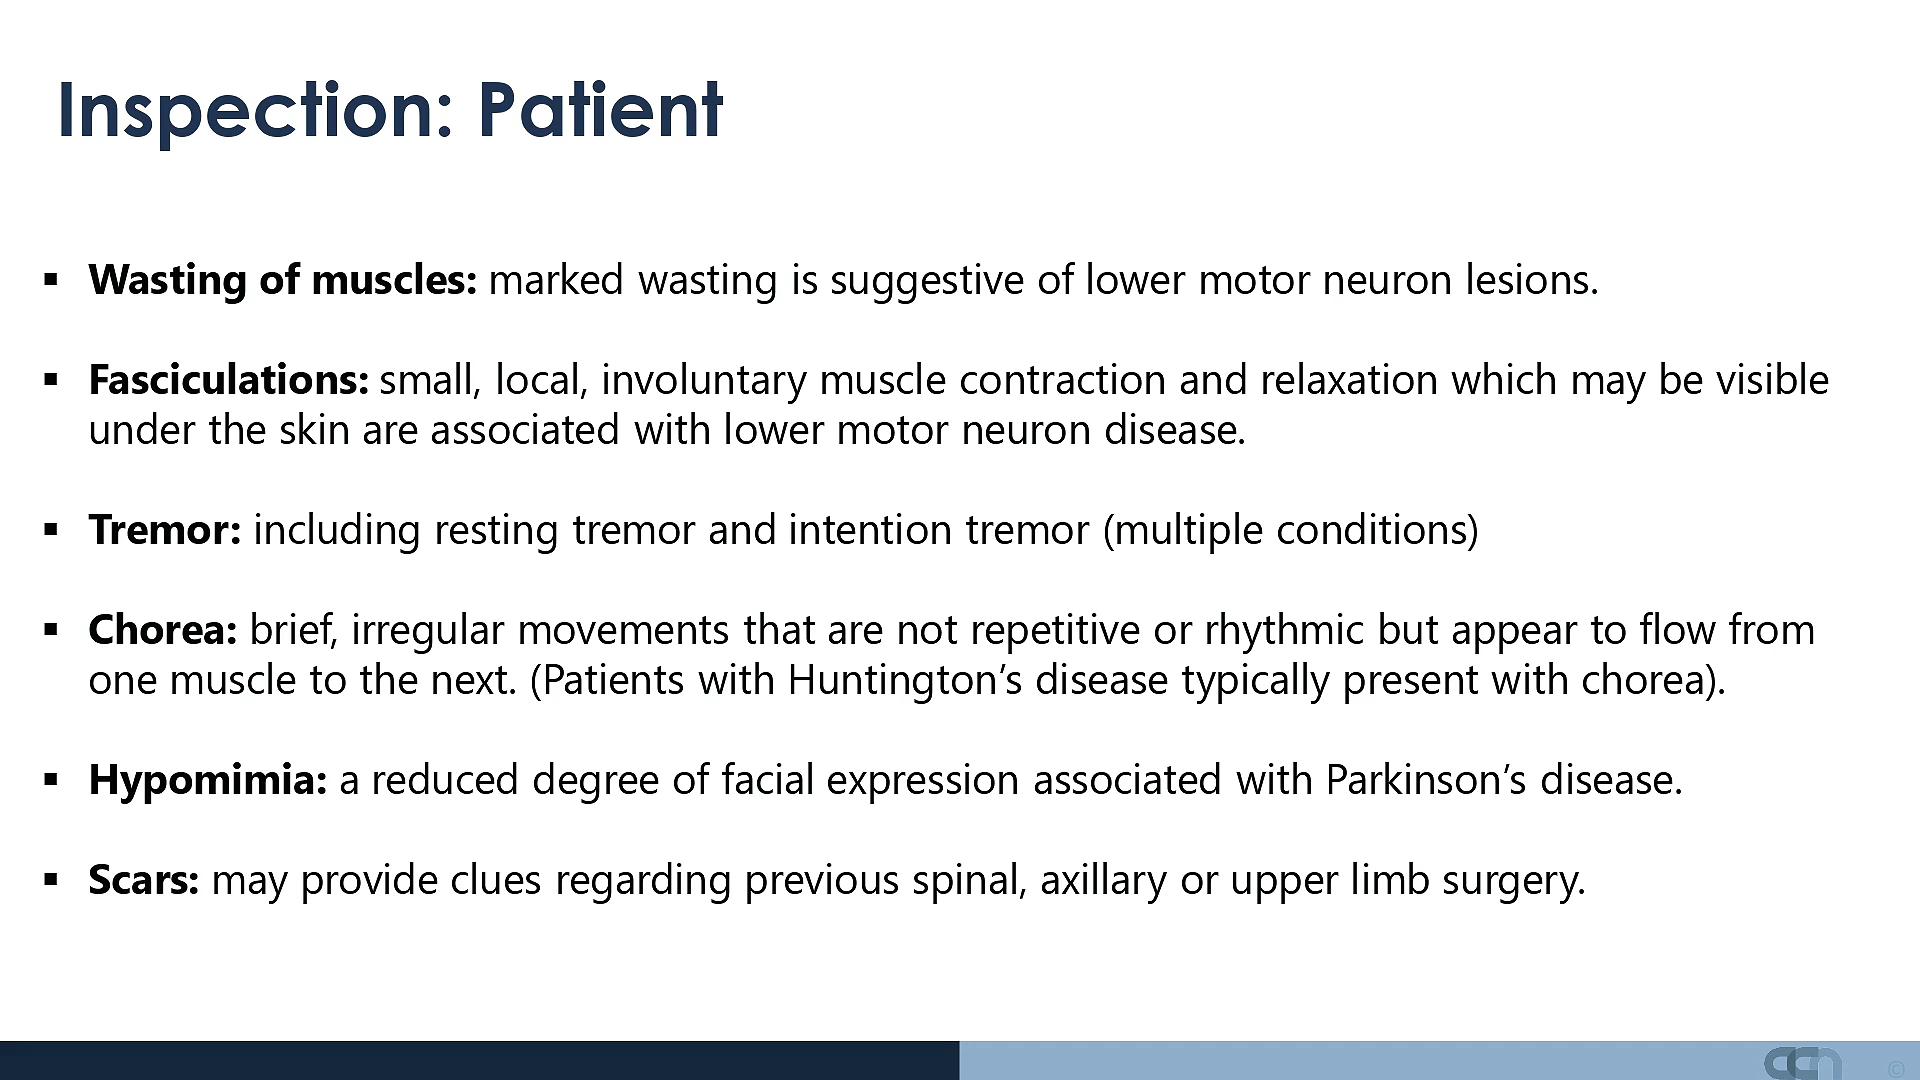 Inspection: Patient
▪ Wasting of muscles: marked wasting is suggestive of lower motor neuron lesions.
▪ Fasciculations: small, local, involuntary muscle contraction and relaxation which may be visible
under the skin are associated with lower motor neuron disease.
▪ Tremor: including resting tremor and intention tremor (multiple conditions)
▪ Chorea: brief, irregular movements that are not repetitive or rhythmic but appear to flow from
one muscle to the next. (Patients with Huntington’s disease typically present with chorea).
▪ Hypomimia: a reduced degree of facial expression associated with Parkinson’s disease.
▪ Scars: may provide clues regarding previous spinal, axillary or upper limb surgery.
©